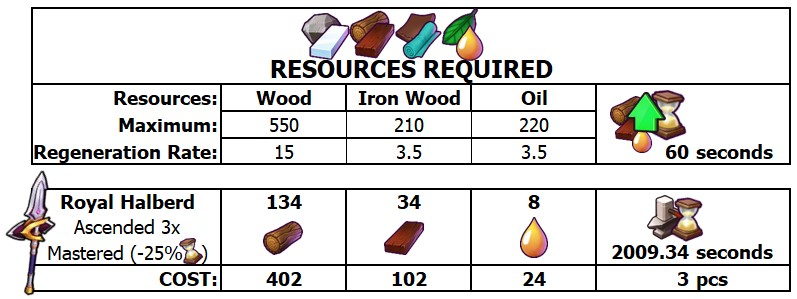 RESOURCES REQUIRED
Resources: Wood Iron Wood Oil
Maximum: 550 210 220
Regeneration Rate: 15 3.5 3.5 60 seconds
Royal Halberd 134 34 8
Ascended 3x
Mastered (-25% ) 2009.34 seconds
COST: 402 102 24 3 pcs